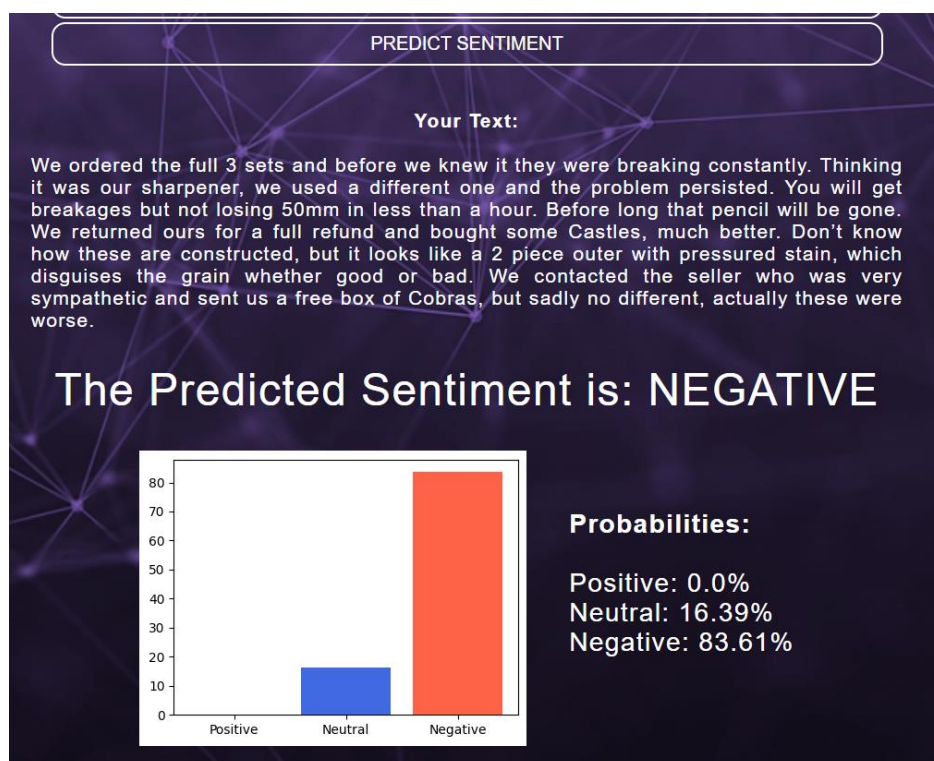 PREDICT SENTIMENT
Your Text:
We ordered the full 3 sets and before we knew it they were breaking constantly. Thinking
it was our sharpener, we used a different one and the problem persisted. You will get
breakages but not losing 50mm in less than a hour. Before long that pencil will be gone.
We returned ours for a full refund and bought some Castles, much better. Don’t know
how these are constructed, but it looks like a 2 piece outer with pressured stain, which
disguises the grain whether good or bad. We contacted the seller who was very
sympathetic and sent us a free box of Cobras, but sadly no different, actually these were
worse.
The Predicted Sentiment is: NEGATIVE
80
70
60
50
40
30
20
10
0
Positive Neutral Negative
Probabilities:
Positive: 0.0%
Neutral: 16.39%
Negative: 83.61%